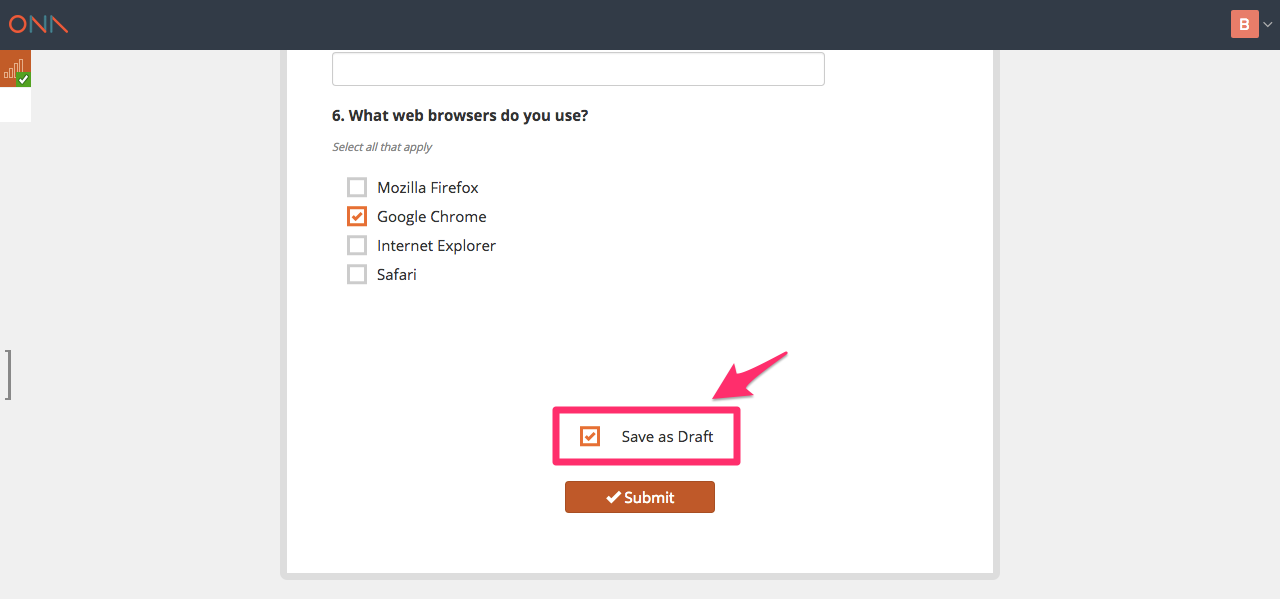 ONA
B
6. What web browsers do you use?
Select all that apply
Mozilla Firefox
Google Chrome
Internet Explorer
Safari
Save as Draft
Submit